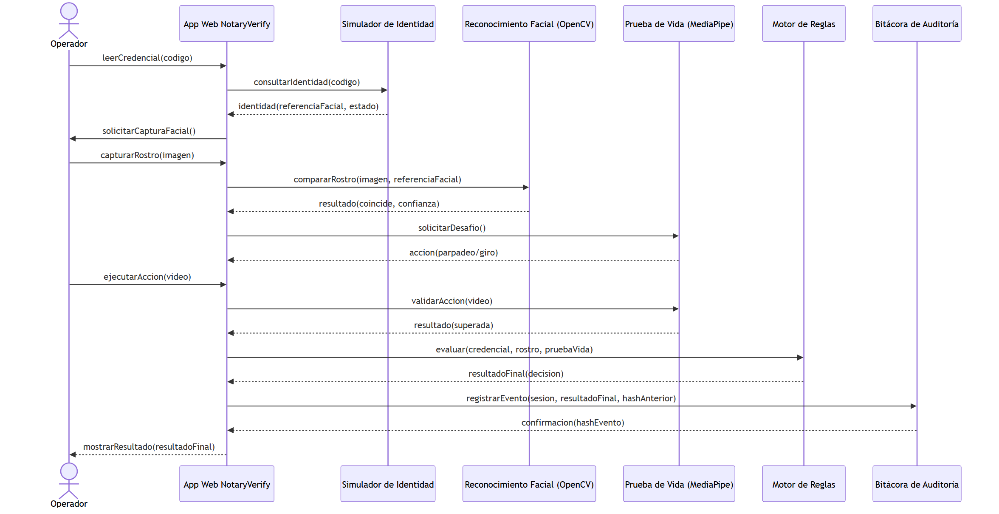 Operador
App Web NotaryVerify
Simulador de Identidad
Reconocimiento Facial (OpenCV)
Prueba de Vida (MediaPipe)
Motor de Reglas
Bitácora de Auditoría
leerCredencial(codigo)
consultarIdentidad(codigo)
identidad(referenciaFacial, estado)
solicitarCapturaFacial()
capturarRostro(imagen)
compararRostro(imagen, referenciaFacial)
resultado(coincide, confianza)
solicitarDesafio()
accion(parpadeo/giro)
ejecutarAccion(video)
validarAccion(video)
resultado(superada)
evaluar(credencial, rostro, pruebaVida)
resultadoFinal(decision)
registrarEvento(sesion, resultadoFinal, hashAnterior)
confirmacion(hashEvento)
mostrarResultado(resultadoFinal)
Operador
App Web NotaryVerify
Simulador de Identidad
Reconocimiento Facial (OpenCV)
Prueba de Vida (MediaPipe)
Motor de Reglas
Bitácora de Auditoría